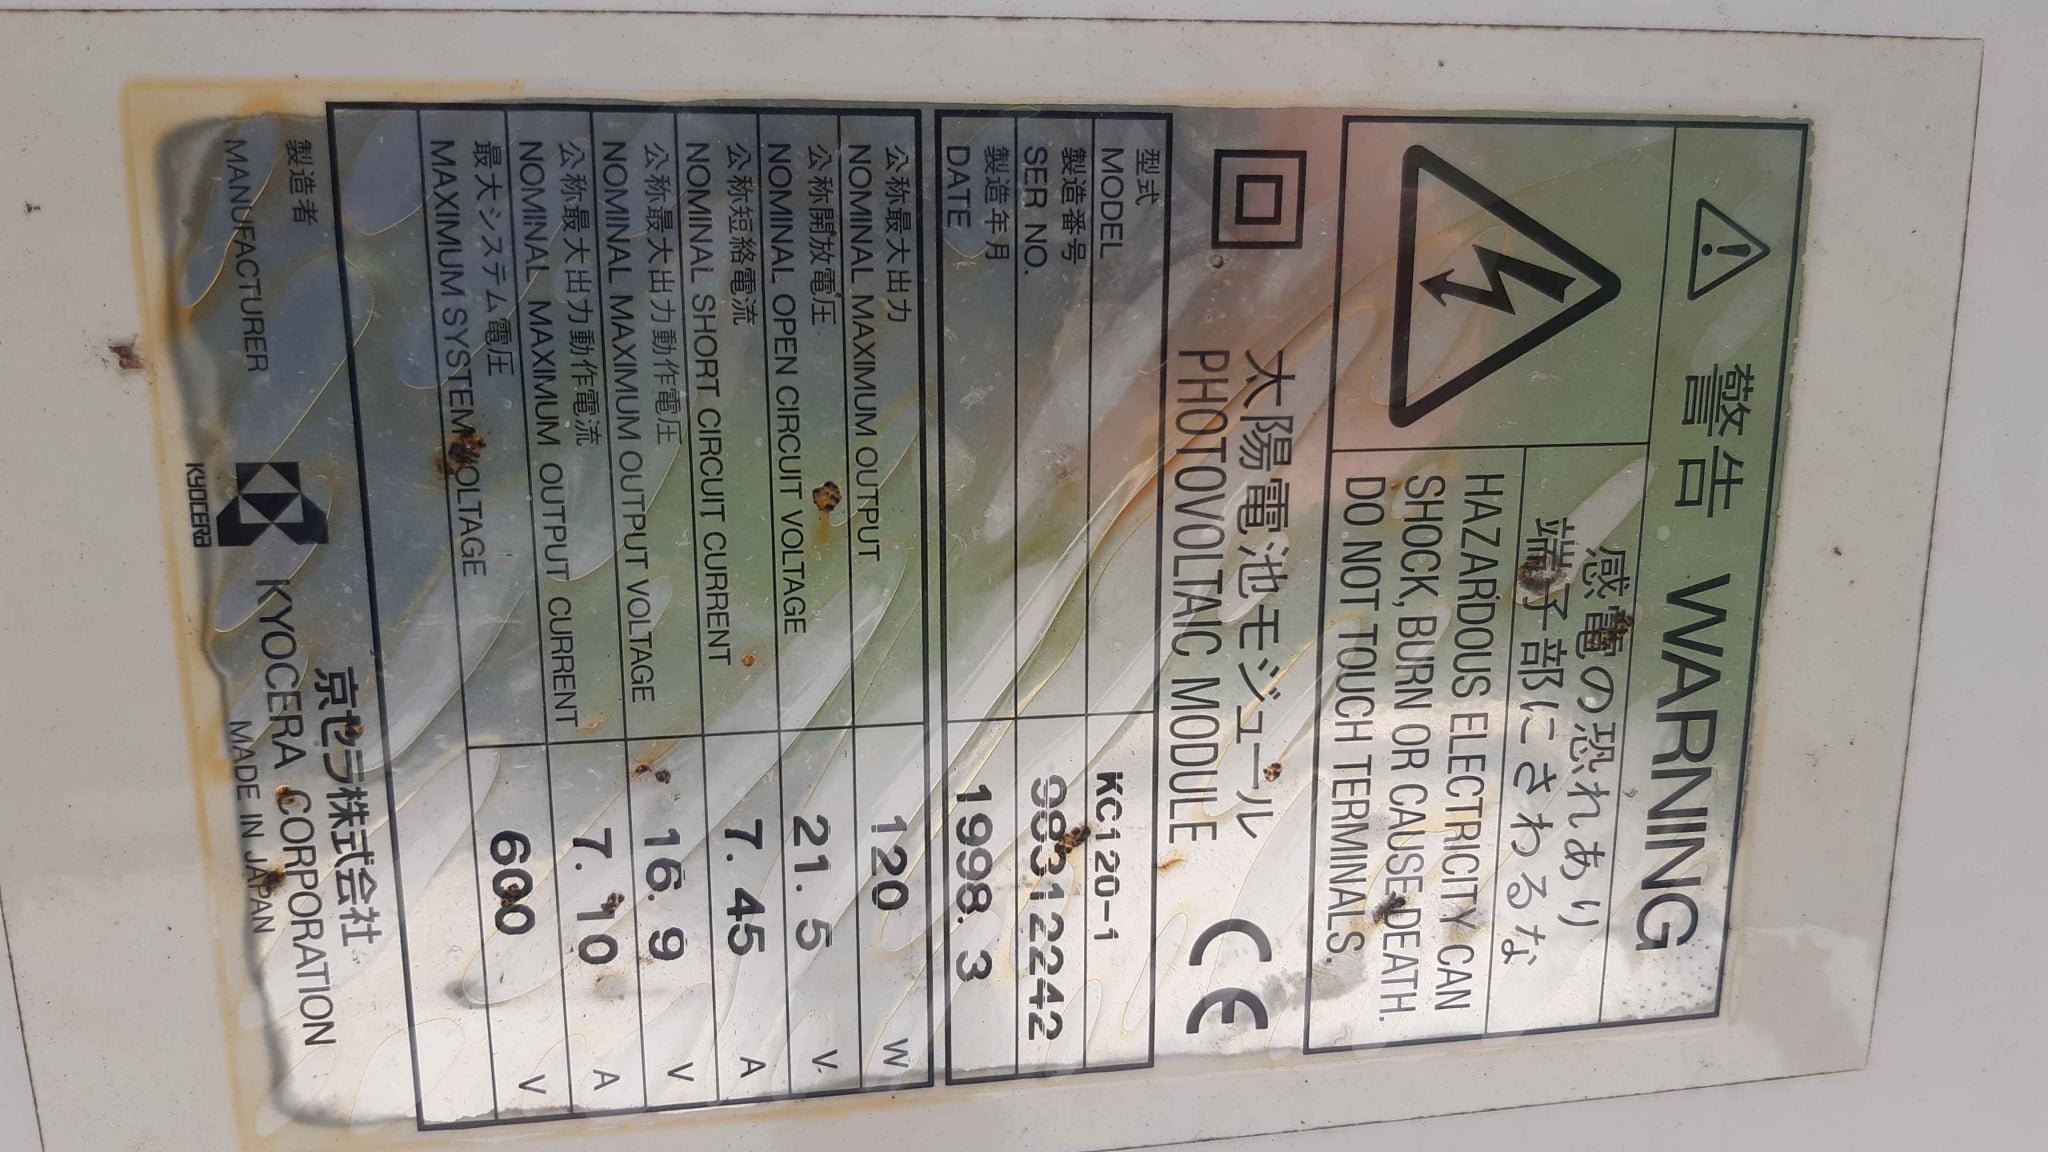 警告 WARNING
感電の恐れあり
端子部にさわるな
HAZARDOUS ELECTRICITY CAN
SHOCK, BURN OR CAUSE DEATH.
DO NOT TOUCH TERMINALS.
太陽電池モジュール
PHOTOVOLTAIC MODULE
CE
型式
MODEL KC120-1
製造番号
SER NO. 98312242
製造年月
DATE 1998. 3
公称最大出力
NOMINAL MAXIMUM OUTPUT 120 W
公称開放電圧
NOMINAL OPEN CIRCUIT VOLTAGE 21. 5 V
公称短絡電流
NOMINAL SHORT CIRCUIT CURRENT 7. 45 A
公称最大出力動作電圧
NOMINAL MAXIMUM OUTPUT VOLTAGE 16. 9 V
公称最大出力動作電流
NOMINAL MAXIMUM OUTPUT CURRENT 7. 10 A
最大システム電圧
MAXIMUM SYSTEM VOLTAGE 600 V
製造者
MANUFACTURER
KYOCERA
京セラ株式会社
KYOCERA CORPORATION
MADE IN JAPAN